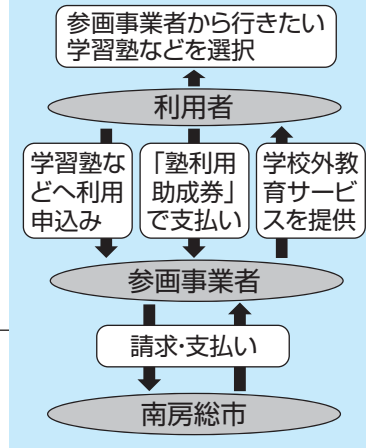 参画事業者から行きたい
学習塾などを選択
利用者
学習塾な
どへ利用
申込み
「塾利用
助成券」
で支払い
学校外教
育サービ
スを提供
参画事業者
請求・支払い
南房総市